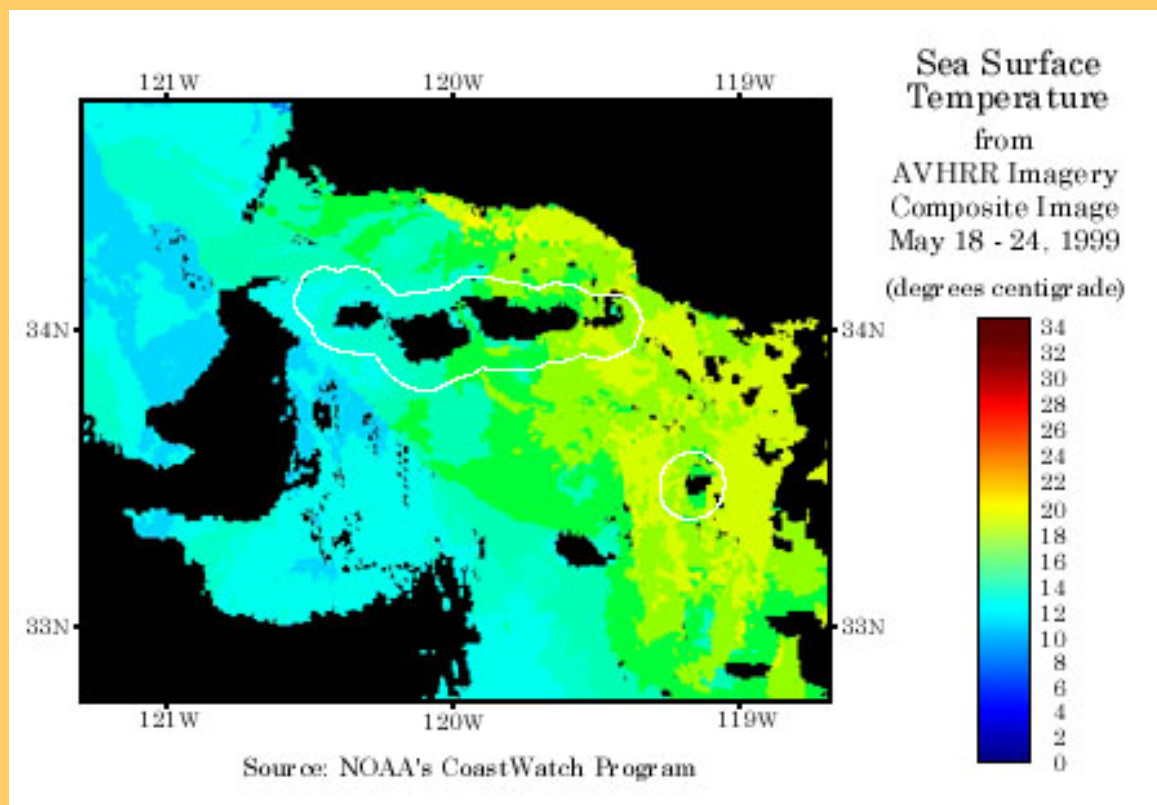 Sea Surface
Temperature
from
AVHRR Imagery
Composite Image
May 18 - 24, 1999
(degrees centigrade)
121W 120W 119W
34N 34N
33N 33N
121W 120W 119W
34
32
30
28
26
24
22
20
18
16
14
12
10
8
6
4
2
0
Source: NOAA's CoastWatch Program